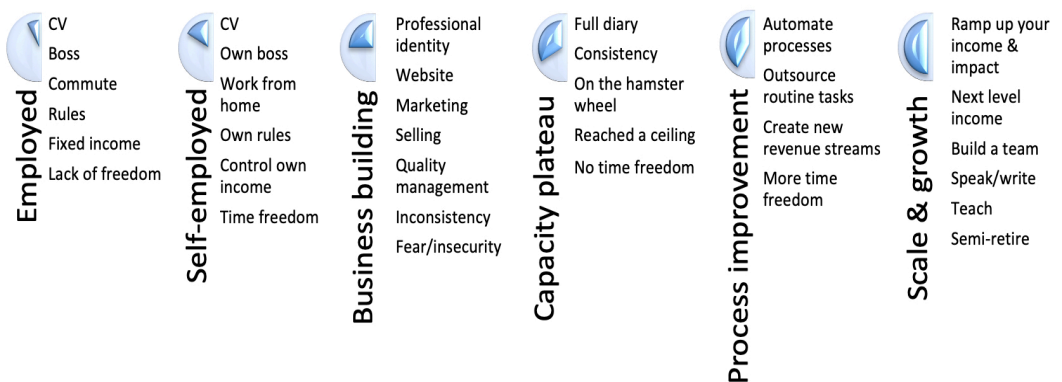 Employed
CV
Boss
Commute
Rules
Fixed income
Lack of freedom
Self-employed
CV
Own boss
Work from
home
Own rules
Control own
income
Time freedom
Business building
Professional
identity
Website
Marketing
Selling
Quality
management
Inconsistency
Fear/insecurity
Capacity plateau
Full diary
Consistency
On the hamster
wheel
Reached a ceiling
No time freedom
Process improvement
Automate
processes
Outsource
routine tasks
Create new
revenue streams
More time
freedom
Scale & growth
Ramp up your
income &
impact
Next level
income
Build a team
Speak/write
Teach
Semi-retire